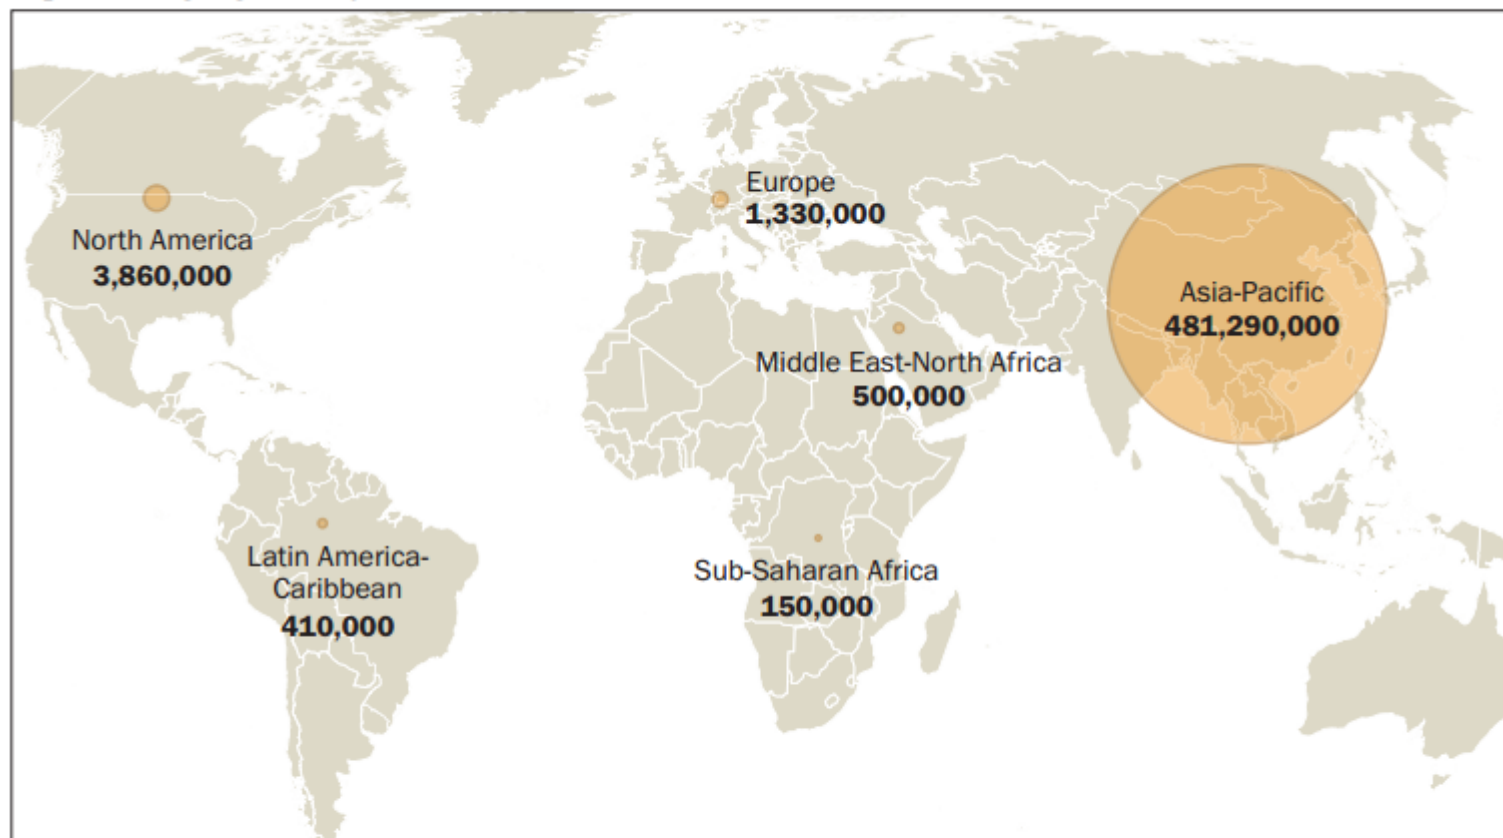 Europe
1,330,000
North America
3,860,000
Asia-Pacific
481,290,000
Middle East-North Africa
500,000
Latin America-
Caribbean
410,000
Sub-Saharan Africa
150,000